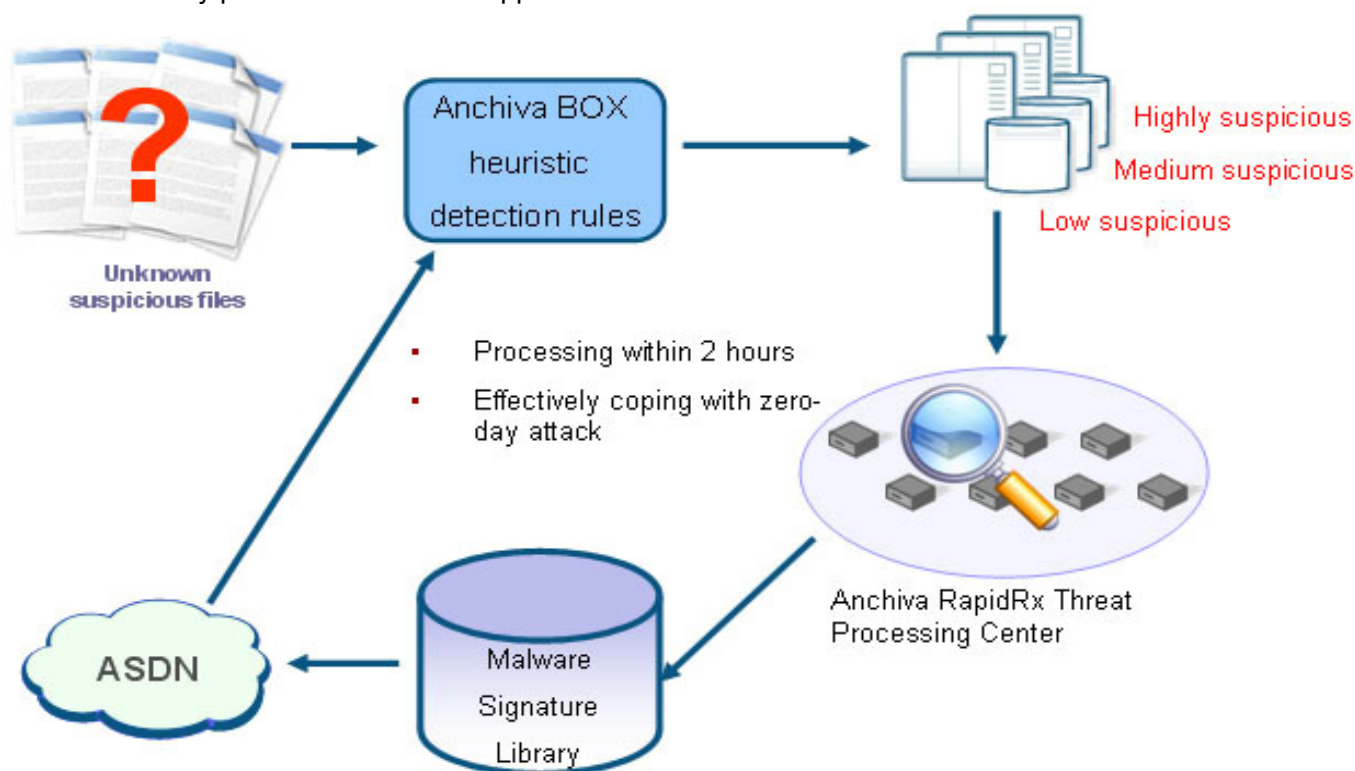 Anchiva BOX
heuristic
detection rules
Highly suspicious
Medium suspicious
Low suspicious
Unknown
suspicious files
▪ Processing within 2 hours
▪ Effectively coping with zero-
day attack
Anchiva RapidRx Threat
Processing Center
ASDN
Malware
Signature
Library
?